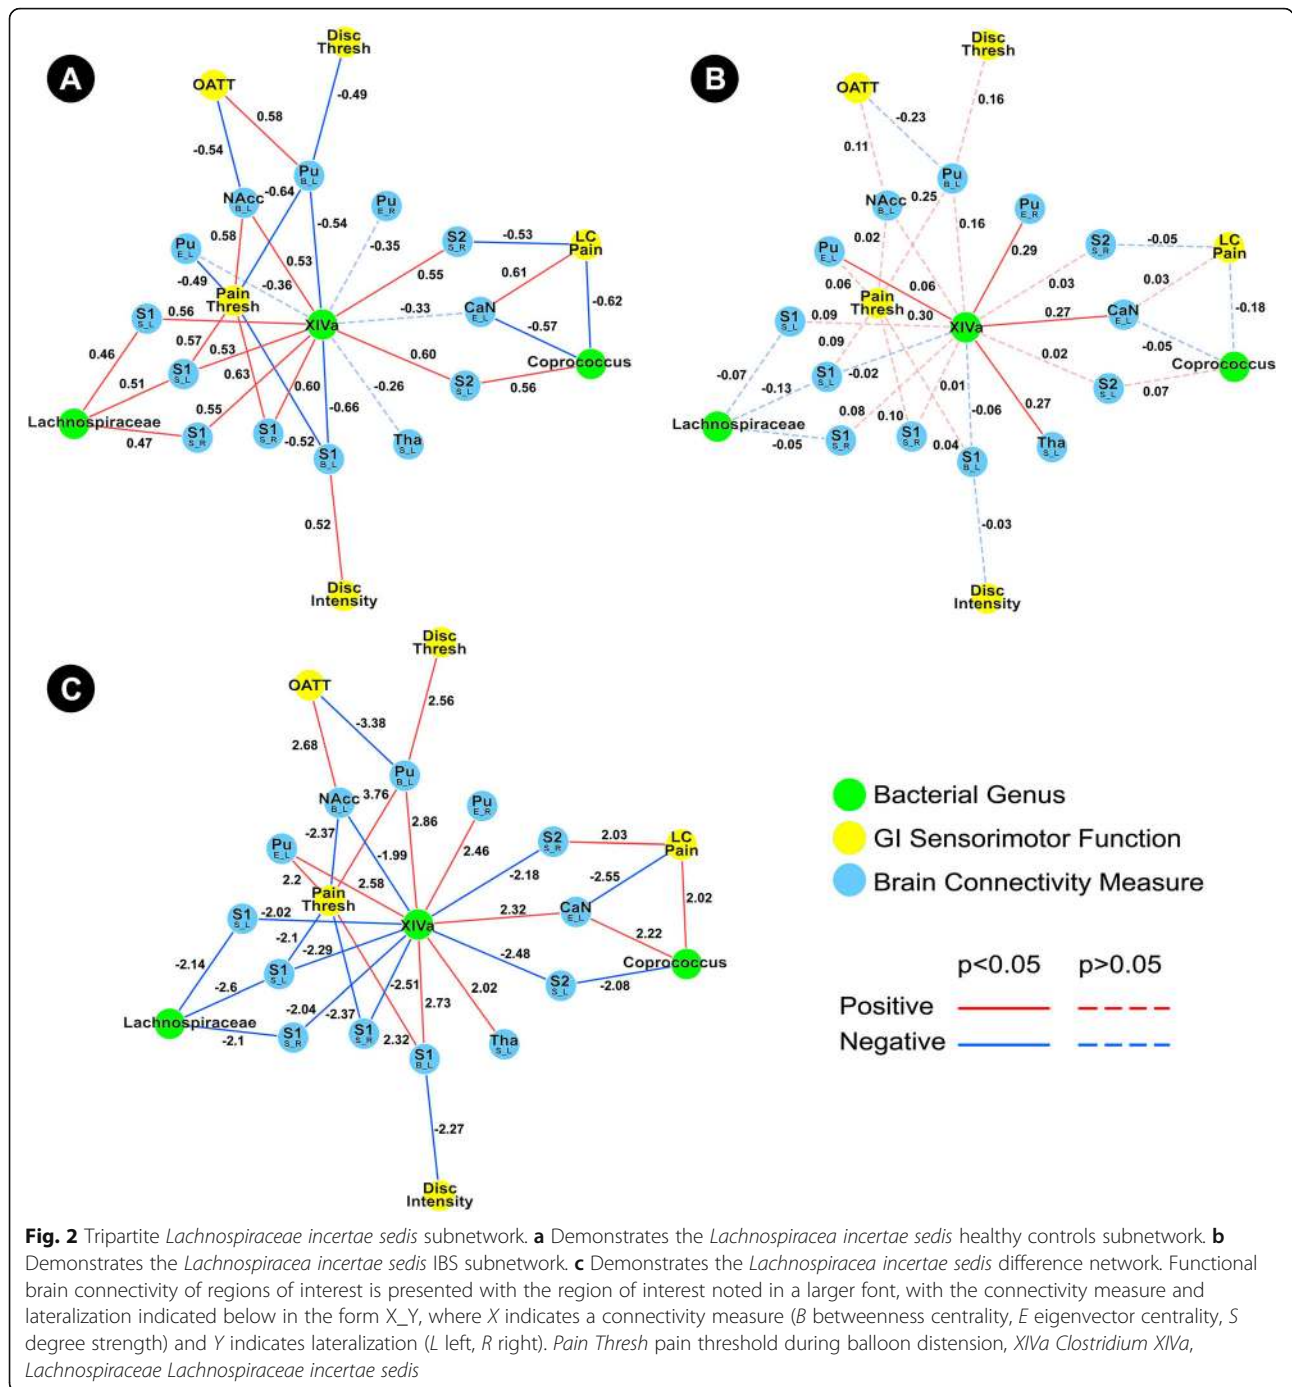 A
Disc
Thresh
OATT
-0.49
0.58
-0.54
Pu
B_L
NAcc
B_L
-0.64
Pu
E_R
-0.54
-0.35
Pu
E_L
0.58
0.53
S2
S_R
-0.53
LC
Pain
-0.49
-0.36
0.55
0.61
Pain
Thresh
-0.62
S1
S_L
0.56
XIVa
-0.33
CaN
E_L
-0.57
0.46
0.57
0.53
0.60
Coprococcus
S1
S_L
0.63
S2
S_L
0.56
0.51
0.60
-0.26
Lachnospiraceae
0.55
-0.66
0.47
S1
S_R
S1
S_R
-0.52
Tha
S_L
S1
B_L
0.52
Disc
Intensity
B
Disc
Thresh
OATT
-0.23
0.16
0.11
Pu
B_L
NAcc
B_L
0.25
Pu
E_R
0.16
0.02
Pu
E_L
0.29
S2
S_R
-0.05
LC
Pain
0.06
0.06
0.03
0.03
Pain
Thresh
0.30
-0.18
S1
S_L
0.09
XIVa
0.27
CaN
E_L
-0.05
0.09
0.02
Coprococcus
-0.07
S1
S_L
-0.02
S2
S_L
0.07
-0.13
0.01
-0.06
0.27
Lachnospiraceae
0.08
0.10
-0.05
S1
S_R
S1
S_R
0.04
Tha
S_L
S1
B_L
-0.03
Disc
Intensity
C
Disc
Thresh
OATT
-3.38
2.56
2.68
Pu
B_L
NAcc
B_L
3.76
Pu
E_R
2.86
-2.37
2.46
Pu
E_L
-1.99
S2
S_R
2.03
LC
Pain
2.2
2.58
-2.18
-2.55
Pain
Thresh
2.02
S1
S_L
-2.02
XIVa
2.32
CaN
E_L
2.22
-2.1
-2.29
-2.48
Coprococcus
-2.14
S1
S_L
S2
S_L
-2.08
-2.6
-2.51
2.73
2.02
Lachnospiraceae
-2.04
-2.37
-2.1
S1
S_R
S1
S_R
2.32
Tha
S_L
S1
B_L
-2.27
Disc
Intensity
Bacterial Genus
GI Sensorimotor Function
Brain Connectivity Measure
p<0.05 p>0.05
Positive
Negative
Fig. 2 Tripartite Lachnospiraceae incertae sedis subnetwork. a Demonstrates the Lachnospiracea incertae sedis healthy controls subnetwork. b
Demonstrates the Lachnospiracea incertae sedis IBS subnetwork. c Demonstrates the Lachnospiracea incertae sedis difference network. Functional
brain connectivity of regions of interest is presented with the region of interest noted in a larger font, with the connectivity measure and
lateralization indicated below in the form X_Y, where X indicates a connectivity measure (B betweenness centrality, E eigenvector centrality, S
degree strength) and Y indicates lateralization (L left, R right). Pain Thresh pain threshold during balloon distension, XIVa Clostridium XIVa,
Lachnospiraceae Lachnospiraceae incertae sedis